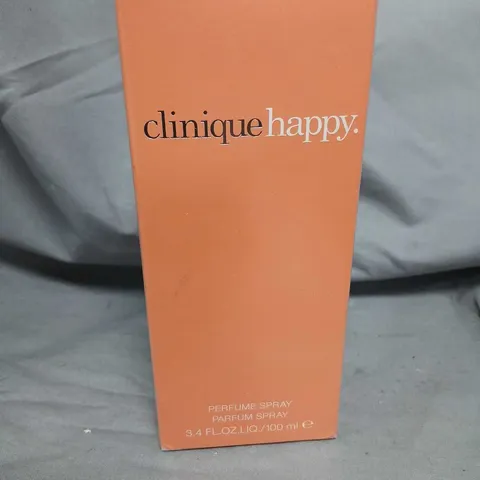 clinique happy.
PERFUME SPRAY
PARFUM SPRAY
3.4 FL.OZ.LIQ./100 ml ℮